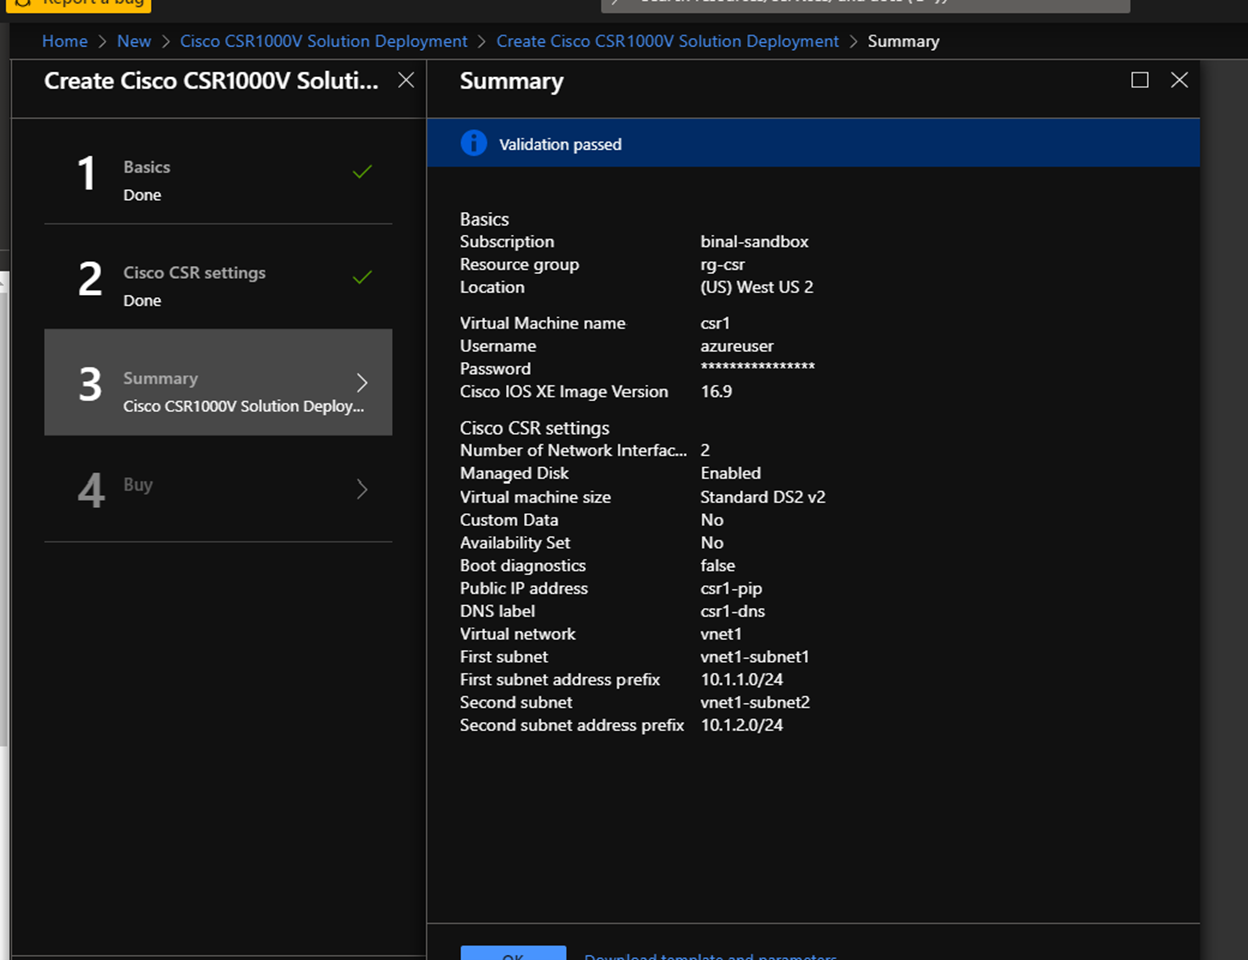 Report a bug
Home > New > Cisco CSR1000V Solution Deployment > Create Cisco CSR1000V Solution Deployment > Summary
Create Cisco CSR1000V Soluti...
Summary
Validation passed
1
Basics
Done
2
Cisco CSR settings
Done
3
Summary
Cisco CSR1000V Solution Deploy...
4
Buy
Basics
Subscription binal-sandbox
Resource group rg-csr
Location (US) West US 2
Virtual Machine name csr1
Username azureuser
Password ****************
Cisco IOS XE Image Version 16.9
Cisco CSR settings
Number of Network Interfac... 2
Managed Disk Enabled
Virtual machine size Standard DS2 v2
Custom Data No
Availability Set No
Boot diagnostics false
Public IP address csr1-pip
DNS label csr1-dns
Virtual network vnet1
First subnet vnet1-subnet1
First subnet address prefix 10.1.1.0/24
Second subnet vnet1-subnet2
Second subnet address prefix 10.1.2.0/24
OK
Download template and parameters